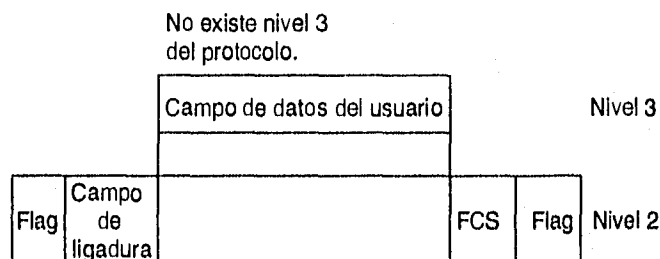 No existe nivel 3
del protocolo.
Campo de datos del usuario
Nivel 3
Flag
Campo
de
ligadura
FCS
Flag
Nivel 2